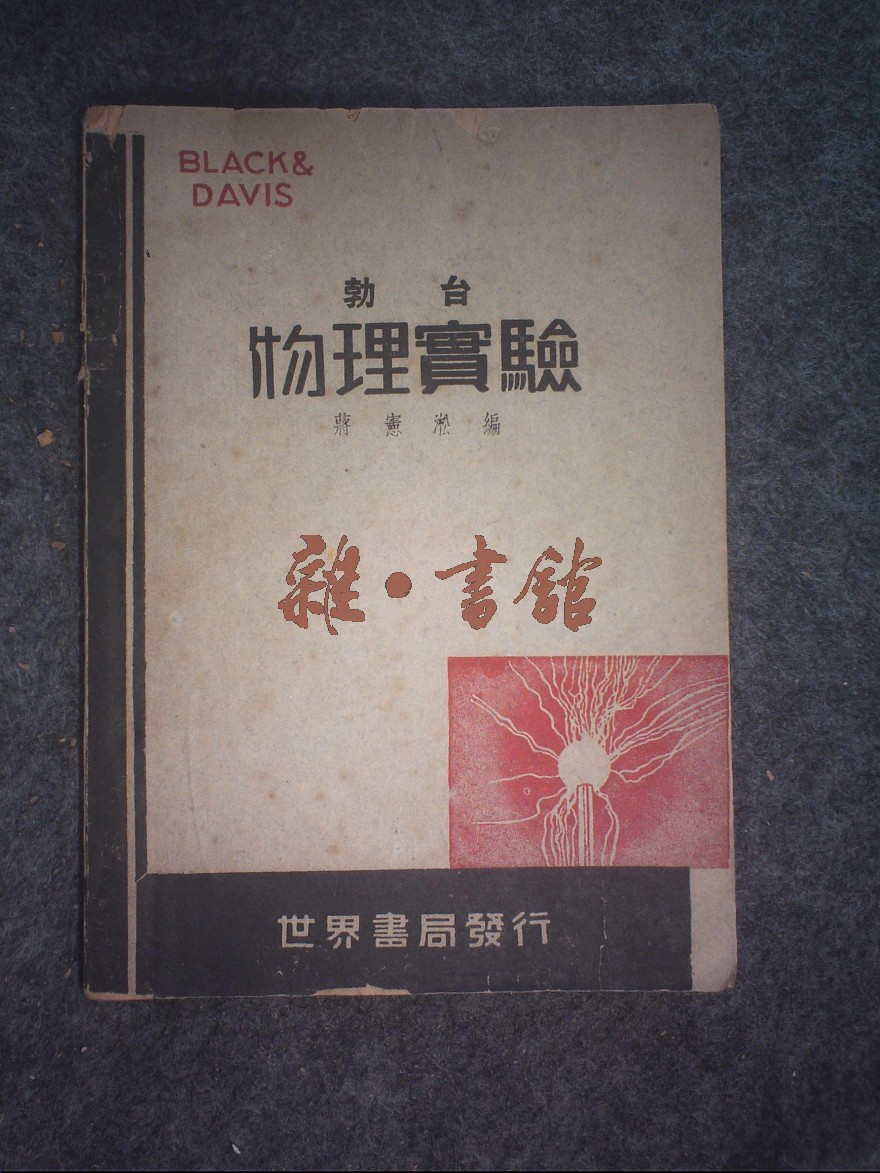 BLACK&
DAVIS
勃台
物理實驗
蔣憲淞編
雜·書館
世界書局發行